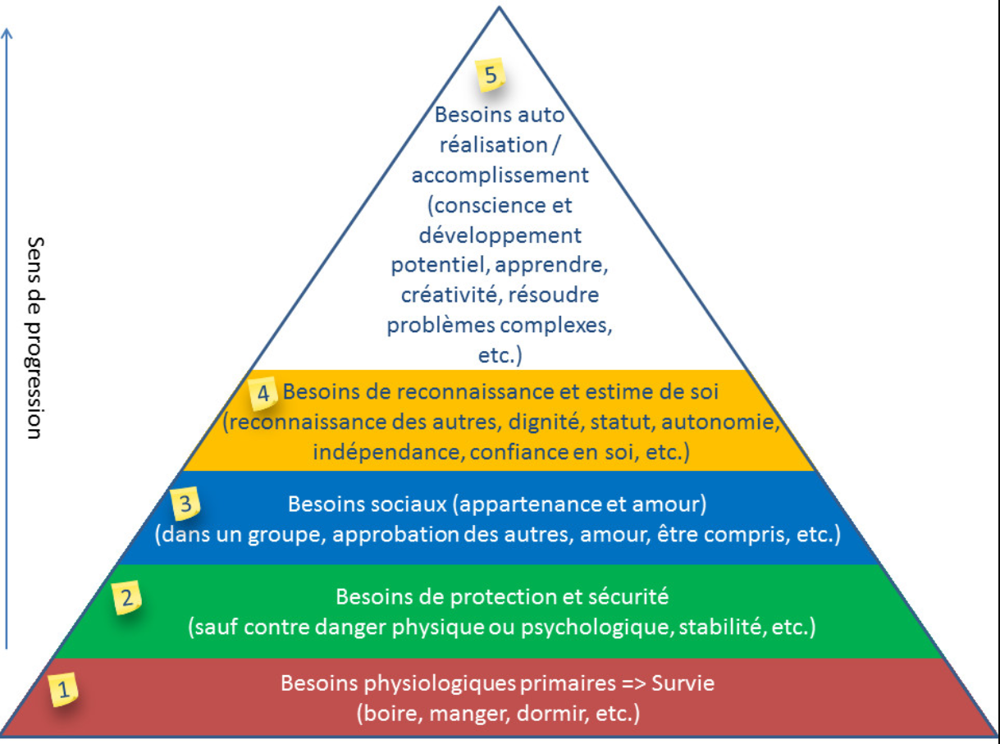 5
Besoins auto
réalisation /
accomplissement
(conscience et
développement
potentiel, apprendre,
créativité, résoudre
problèmes complexes,
etc.)
Sens de progression
4
Besoins de reconnaissance et estime de soi
(reconnaissance des autres, dignité, statut, autonomie,
indépendance, confiance en soi, etc.)
3
Besoins sociaux (appartenance et amour)
(dans un groupe, approbation des autres, amour, être compris, etc.)
2
Besoins de protection et sécurité
(sauf contre danger physique ou psychologique, stabilité, etc.)
1
Besoins physiologiques primaires => Survie
(boire, manger, dormir, etc.)